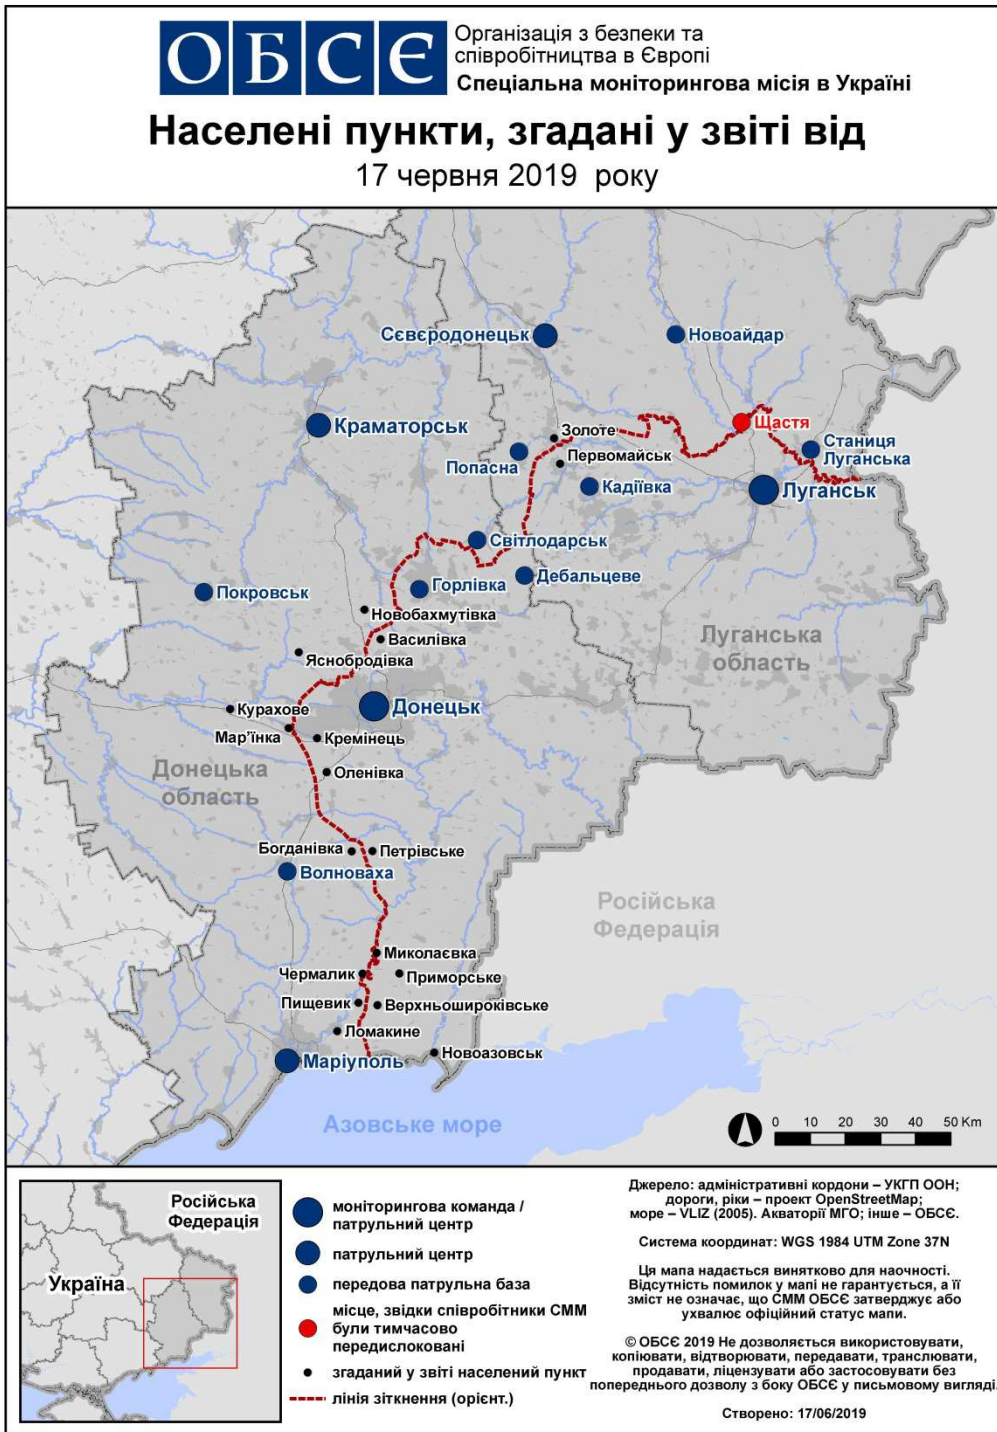 ОБСЄ
Організація з безпеки та
співробітництва в Європі
Спеціальна моніторингова місія в Україні
Населені пункти, згадані у звіті від
17 червня 2019 року
Сєвєродонецьк
Новоайдар
Краматорськ
Золоте
Щастя
Попасна
Первомайськ
Станиця
Луганська
Кадіївка
Луганськ
Світлодарськ
Дебальцеве
Горлівка
Покровськ
Новобахмутівка
Василівка
Луганська
область
Яснобродівка
Курахове
Донецьк
Мар’їнка
Кремінець
Донецька
область
Оленівка
Богданівка
Петрівське
Волноваха
Російська
Федерація
Миколаєвка
Чермалик
Приморське
Пищевик
Верхньошироківське
Ломакине
Новоазовськ
Маріуполь
Азовське море
0 10 20 30 40 50 Km
Російська
Федерація
Україна
моніторингова команда /
патрульний центр
патрульний центр
передова патрульна база
місце, звідки співробітники СММ
були тимчасово
передислоковані
згаданий у звіті населений пункт
лінія зіткнення (орієнт.)
Джерело: адміністративні кордони – УКГП ООН;
дороги, ріки – проект OpenStreetMap;
море – VLIZ (2005). Акваторії МГО; інше – ОБСЄ.
Система координат: WGS 1984 UTM Zone 37N
Ця мапа надається винятково для наочності.
Відсутність помилок у мапі не гарантується, а її
зміст не означає, що СММ ОБСЄ затверджує або
ухвалює офіційний статус мапи.
© ОБСЄ 2019 Не дозволяється використовувати,
копіювати, відтворювати, передавати, транслювати,
продавати, ліцензувати або застосовувати без
попереднього дозволу з боку ОБСЄ у письмовому вигляді.
Створено: 17/06/2019